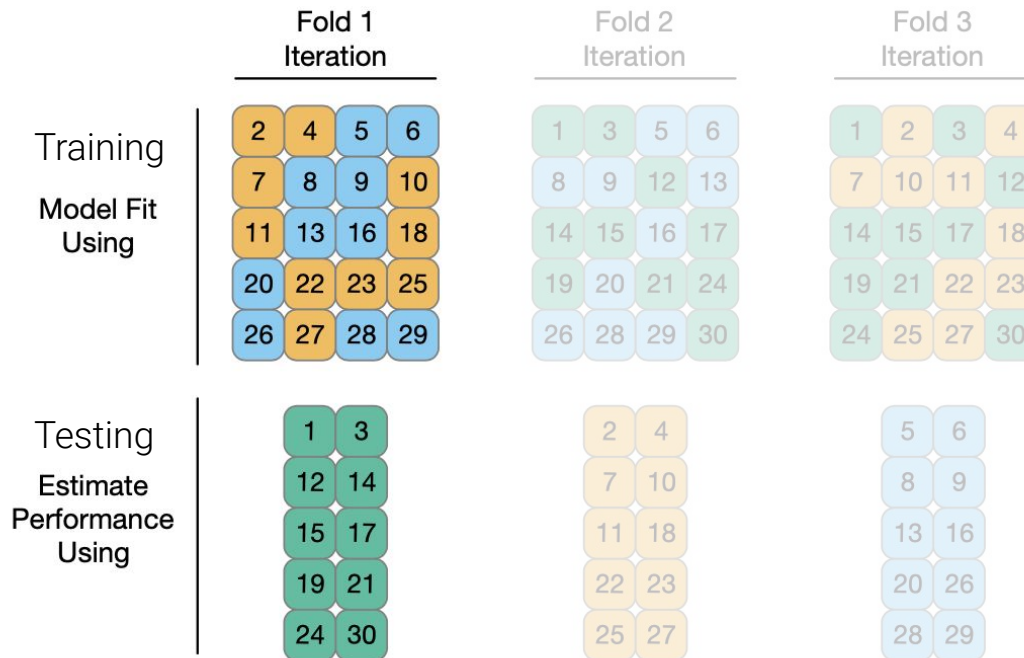 Fold 1
Iteration
Fold 2
Iteration
Fold 3
Iteration
Training
Model Fit
Using
2 4 5 6
7 8 9 10
11 13 16 18
20 22 23 25
26 27 28 29
1 3 5 6
8 9 12 13
14 15 16 17
19 20 21 24
26 28 29 30
1 2 3 4
7 10 11 12
14 15 17 18
19 21 22 23
24 25 27 30
Testing
Estimate
Performance
Using
1 3
12 14
15 17
19 21
24 30
2 4
7 10
11 18
22 23
25 27
5 6
8 9
13 16
20 26
28 29